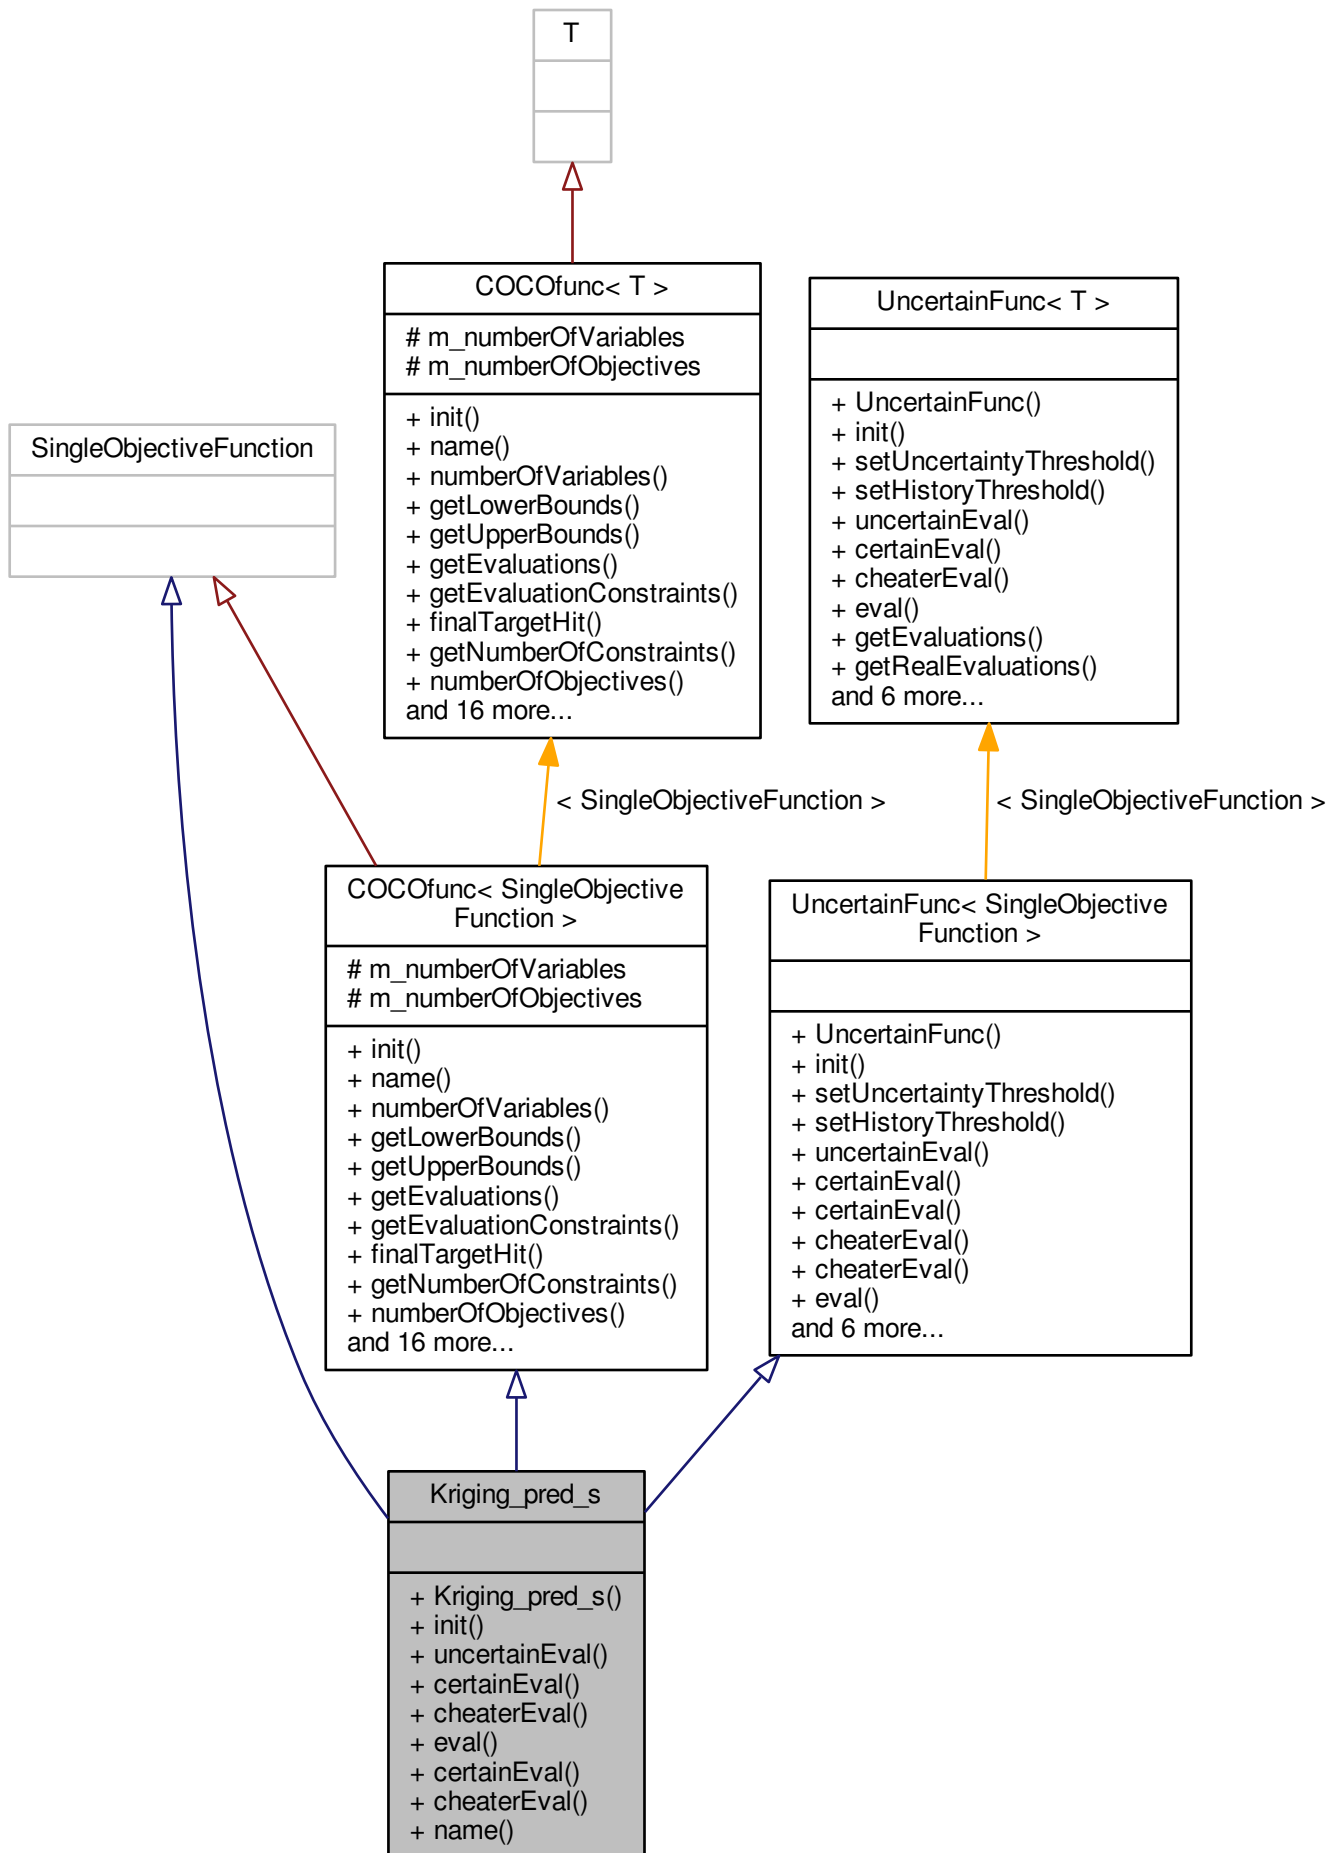 T
COCOfunc< T >
# m_numberOfVariables
# m_numberOfObjectives
+ init()
+ name()
+ numberOfVariables()
+ getLowerBounds()
+ getUpperBounds()
+ getEvaluations()
+ getEvaluationConstraints()
+ finalTargetHit()
+ getNumberOfConstraints()
+ numberOfObjectives()
and 16 more...
UncertainFunc< T >
+ UncertainFunc()
+ init()
+ setUncertaintyThreshold()
+ setHistoryThreshold()
+ uncertainEval()
+ certainEval()
+ cheaterEval()
+ eval()
+ getEvaluations()
+ getRealEvaluations()
and 6 more...
SingleObjectiveFunction
< SingleObjectiveFunction >
< SingleObjectiveFunction >
COCOfunc< SingleObjective
Function >
# m_numberOfVariables
# m_numberOfObjectives
+ init()
+ name()
+ numberOfVariables()
+ getLowerBounds()
+ getUpperBounds()
+ getEvaluations()
+ getEvaluationConstraints()
+ finalTargetHit()
+ getNumberOfConstraints()
+ numberOfObjectives()
and 16 more...
UncertainFunc< SingleObjective
Function >
+ UncertainFunc()
+ init()
+ setUncertaintyThreshold()
+ setHistoryThreshold()
+ uncertainEval()
+ certainEval()
+ certainEval()
+ cheaterEval()
+ cheaterEval()
+ eval()
and 6 more...
Kriging_pred_s
+ Kriging_pred_s()
+ init()
+ uncertainEval()
+ certainEval()
+ cheaterEval()
+ eval()
+ certainEval()
+ cheaterEval()
+ name()